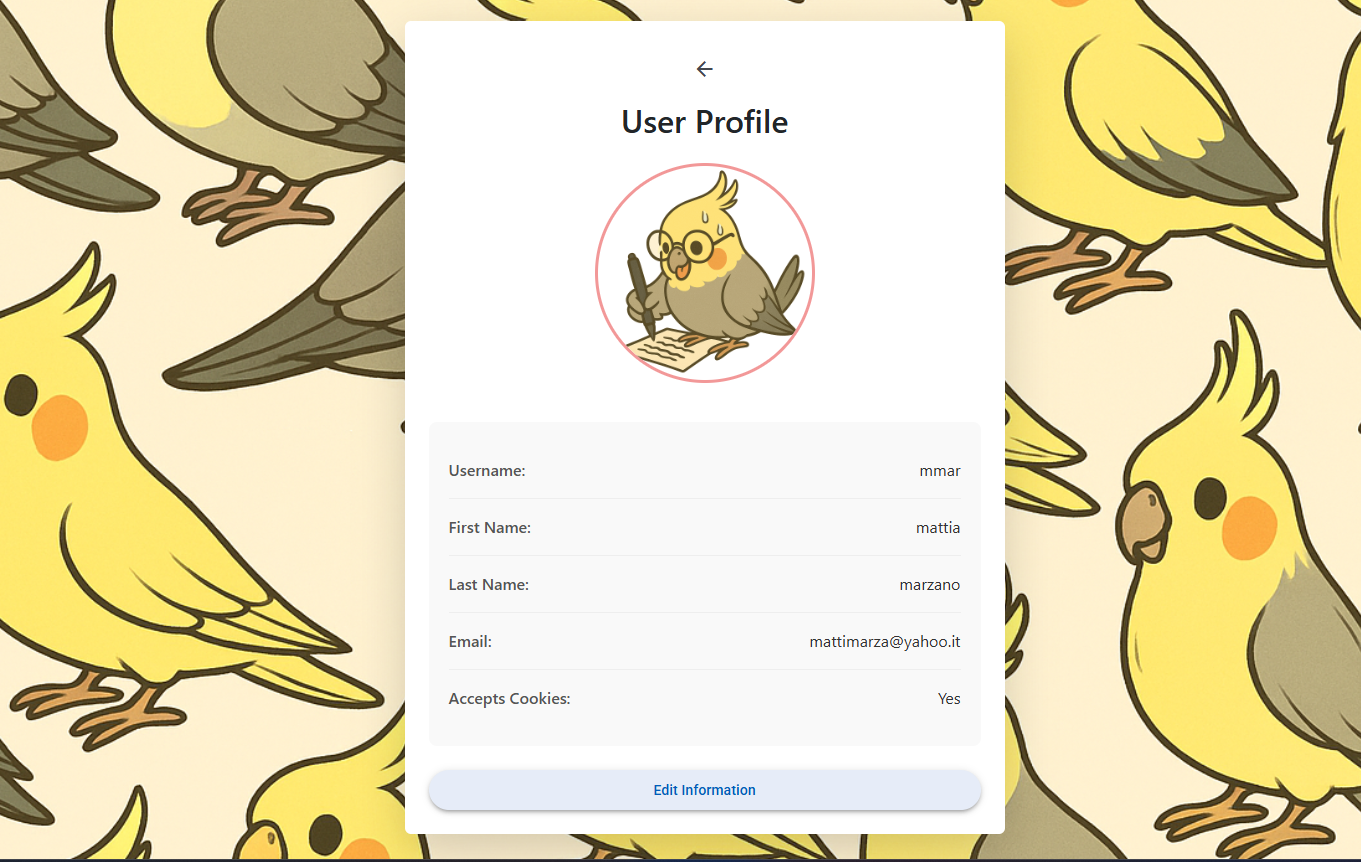 User Profile
Username: mmar
First Name: mattia
Last Name: marzano
Email: mattimarza@yahoo.it
Accepts Cookies: Yes
Edit Information